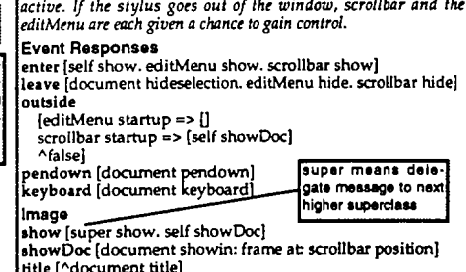 active. If the stylus goes out of the window, scrollbar and the
editMenu are each given a chance to gain control.
Event Responses
enter [self show. editMenu show. scrollbar show]
leave [document hideselection. editMenu hide. scrollbar hide]
outside
[editMenu startup => []
scrollbar startup => [self showDoc]
^false]
pendown [document pendown]
keyboard [document keyboard]
super means dele-
gate message to next
higher superclass
Image
show [super show. self showDoc]
showDoc [document showin: frame at: scrollbar position]
title [^document title]